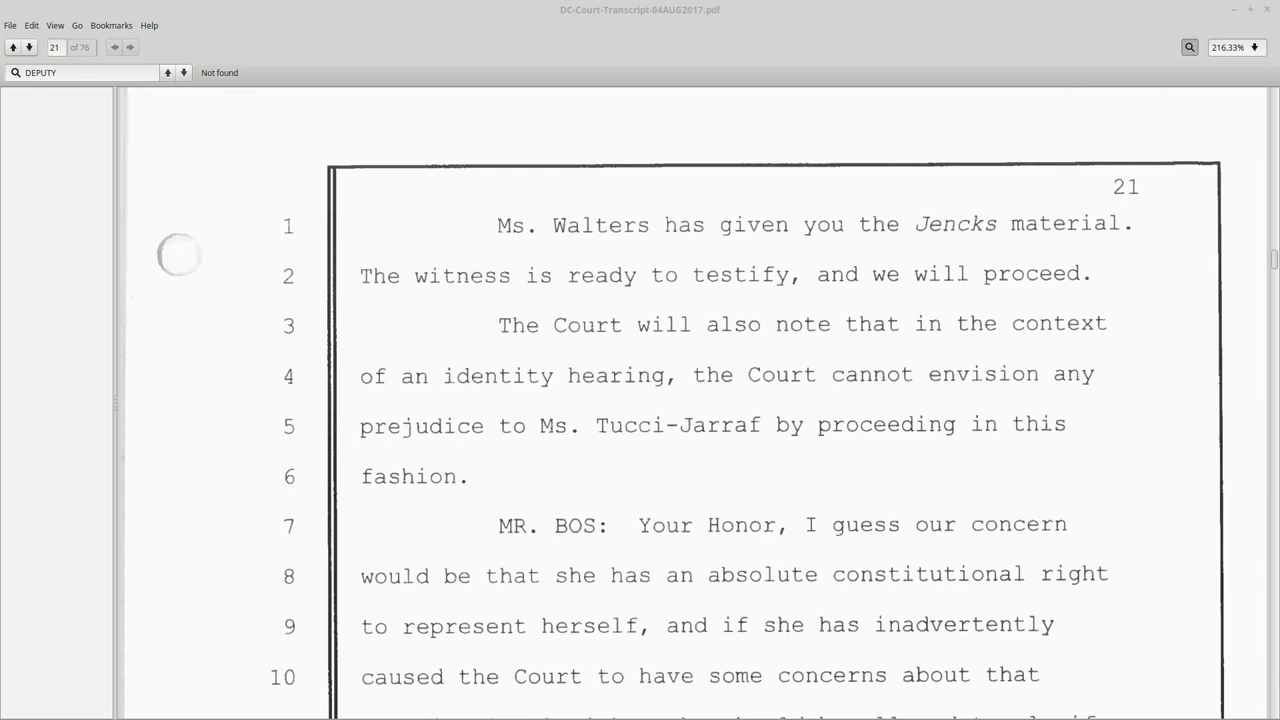 DC-Court-Transcript-04AUG2017.pdf
File Edit View Go Bookmarks Help
21 of 76 216.33%
DEPUTY Not found
21
1 Ms. Walters has given you the Jencks material.
2 The witness is ready to testify, and we will proceed.
3 The Court will also note that in the context
4 of an identity hearing, the Court cannot envision any
5 prejudice to Ms. Tucci-Jarraf by proceeding in this
6 fashion.
7 MR. BOS: Your Honor, I guess our concern
8 would be that she has an absolute constitutional right
9 to represent herself, and if she has inadvertently
10 caused the Court to have some concerns about that